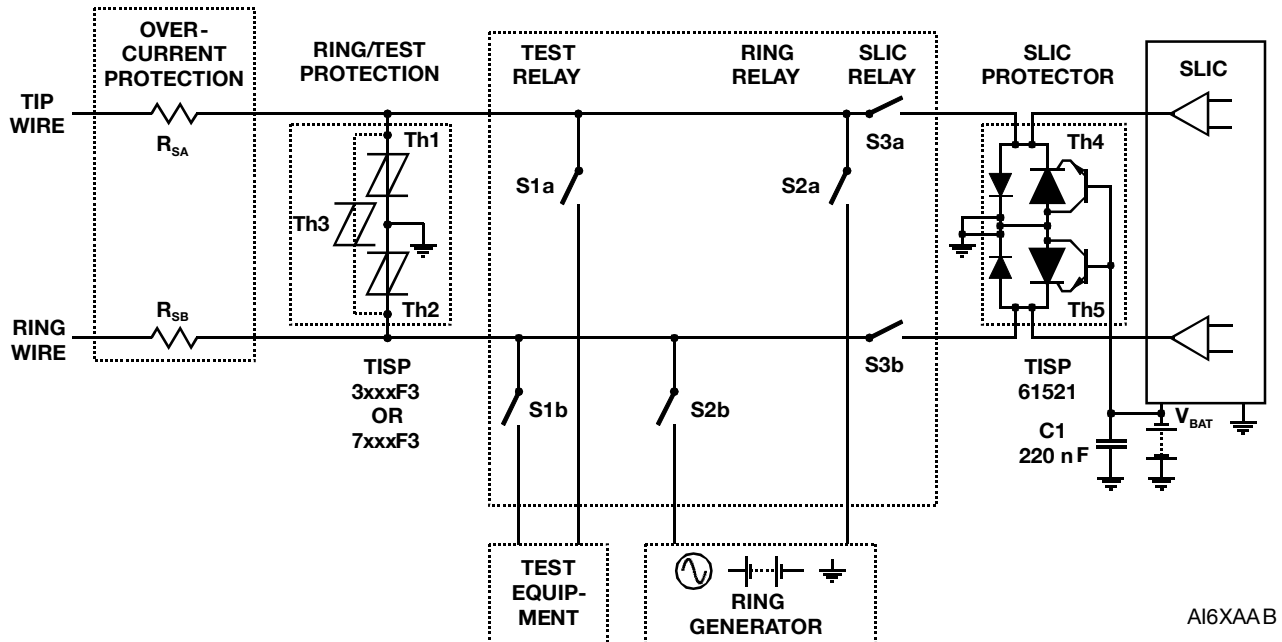 OVER-
CURRENT
PROTECTION
RING/TEST
PROTECTION
TEST
RELAY
RING
RELAY
SLIC
RELAY
SLIC
PROTECTOR
SLIC
TIP
WIRE
R_SA
Th1
Th3
Th2
S1a
S2a
S3a
Th4
Th5
RING
WIRE
R_SB
TISP
3xxxF3
OR
7xxxF3
S1b
S2b
S3b
TISP
61521
C1
220 nF
V_BAT
TEST
EQUIP-
MENT
RING
GENERATOR
AI6XAAB